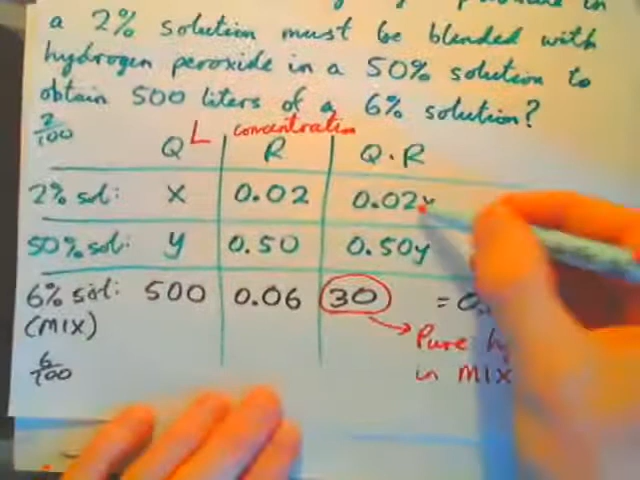 in
a 2% solution must be blended with
hydrogen peroxide in a 50% solution to
obtain 500 liters of a 6% solution?
2/100
Q L concentration R Q.R
2% sol: x 0.02 0.02x
50% sol: y 0.50 0.50y
6% sol: 500 0.06 30 = 0.
(MIX) Pure
6/100 in MIX